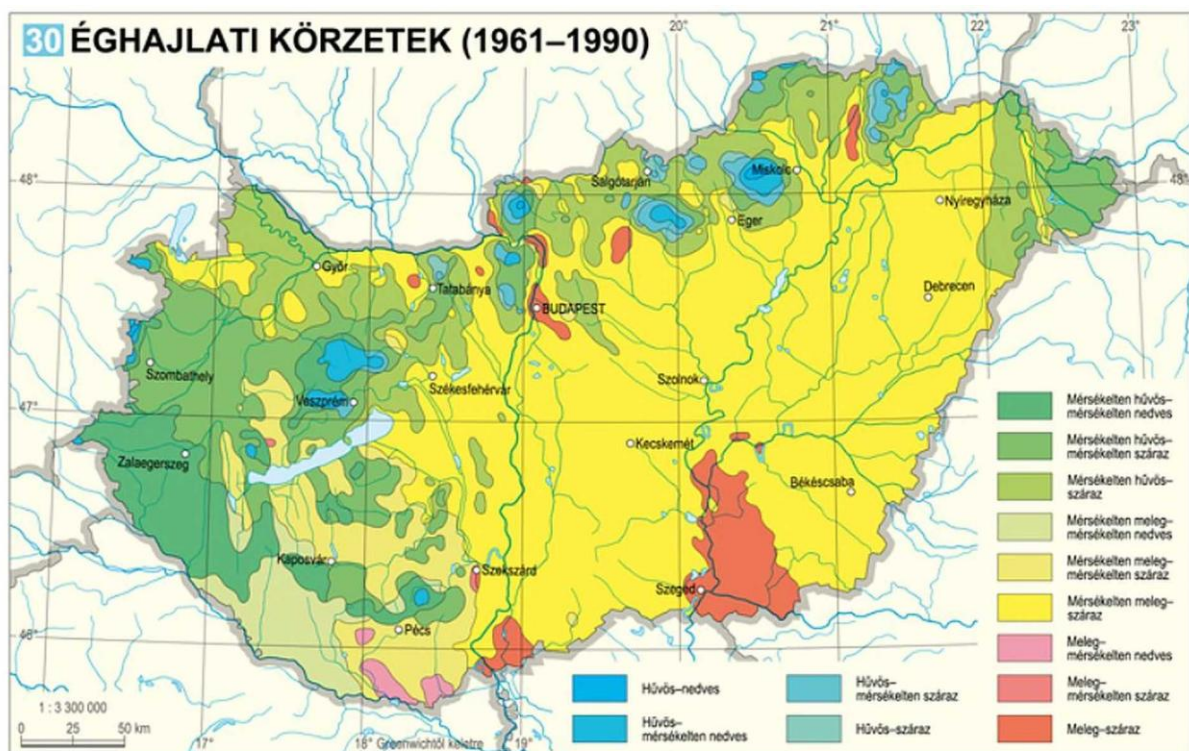 30 ÉGHAJLATI KÖRZETEK (1961–1990)
20°
21°
22°
23°
48°
48°
Salgótarján
Miskolc
Eger
Nyíregyháza
Győr
Tatabánya
BUDAPEST
Debrecen
Szombathely
Székesfehérvár
Veszprém
Szolnok
47°
Zalaegerszeg
Kecskemét
Békéscsaba
Kaposvár
Szekszárd
Szeged
Pécs
Mérsékelten hűvös–
mérsékelten nedves
Mérsékelten hűvös–
mérsékelten száraz
Mérsékelten hűvös–
száraz
Mérsékelten meleg–
mérsékelten nedves
Mérsékelten meleg–
mérsékelten száraz
Mérsékelten meleg–
száraz
Meleg–
mérsékelten nedves
Meleg–
mérsékelten száraz
Meleg–száraz
Hűvös–nedves
Hűvös–
mérsékelten nedves
Hűvös–
mérsékelten száraz
Hűvös–száraz
1 : 3 300 000
0 25 50 km
17°
18°
Greenwichtől keletre
19°